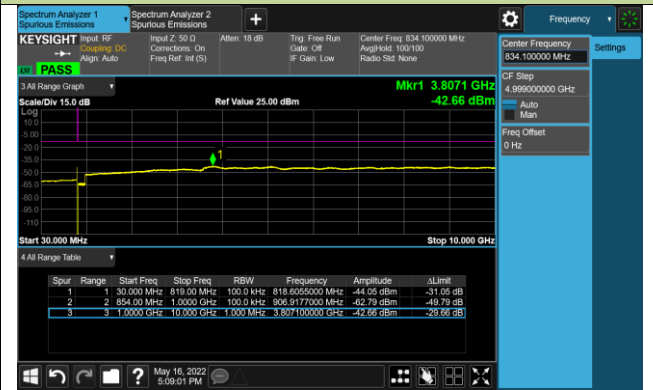 Spectrum Analyzer 1
Spurious Emissions
Spectrum Analyzer 2
Spurious Emissions
+
Frequency
KEYSIGHT
Input: RF
Coupling: DC
Align: Auto
Input Z: 50 Ω
Corrections: On
Freq Ref: Int (S)
Atten: 18 dB
Trig: Free Run
Gate: Off
IF Gain: Low
Center Freq: 834.100000 MHz
Avg|Hold: 100/100
Radio Std: None
PASS
Center Frequency
834.100000 MHz
Settings
CF Step
4.999000000 GHz
Auto
Man
Freq Offset
0 Hz
3 All Range Graph
Mkr1 3.8071 GHz
Scale/Div 15.0 dB
Ref Value 25.00 dBm
-42.66 dBm
Log
10.0
-5.00
-20.0
-35.0
-50.0
-65.0
-80.0
-95.0
-110
1
Start 30.000 MHz
Stop 10.000 GHz
4 All Range Table
Spur Range Start Freq Stop Freq RBW Frequency Amplitude ΔLimit
1 1 30.000 MHz 819.00 MHz 100.0 kHz 818.6055000 MHz -44.05 dBm -31.05 dB
2 2 854.00 MHz 1.0000 GHz 100.0 kHz 906.9177000 MHz -62.79 dBm -49.79 dB
3 3 1.0000 GHz 10.000 GHz 1.000 MHz 3.807100000 GHz -42.66 dBm -29.66 dB
?
May 16, 2022
5:09:01 PM